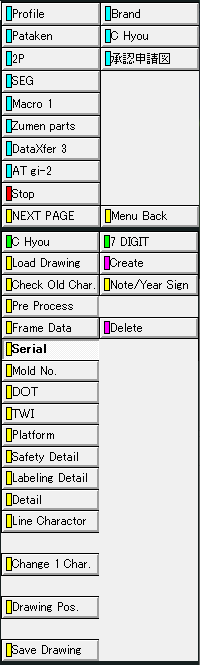 Profile
Brand
Pataken
C Hyou
2P
承認申請図
SEG
Macro 1
Zumen parts
DataXfer 3
AT gi-2
Stop
NEXT PAGE
Menu Back
C Hyou
7 DIGIT
Load Drawing
Create
Check Old Char.
Note/Year Sign
Pre Process
Frame Data
Delete
Serial
Mold No.
DOT
TWI
Platform
Safety Detail
Labeling Detail
Detail
Line Charactor
Change 1 Char.
Drawing Pos.
Save Drawing